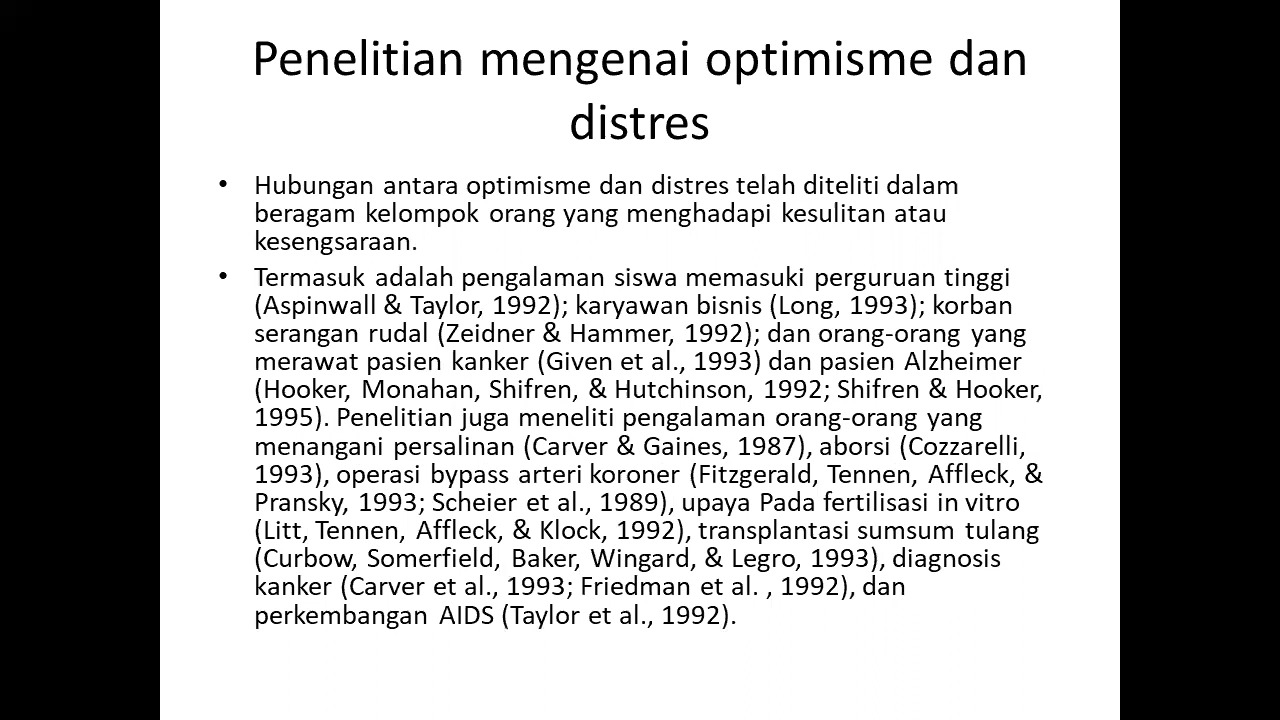 Penelitian mengenai optimisme dan
distres
• Hubungan antara optimisme dan distres telah diteliti dalam
beragam kelompok orang yang menghadapi kesulitan atau
kesengsaraan.
• Termasuk adalah pengalaman siswa memasuki perguruan tinggi
(Aspinwall & Taylor, 1992); karyawan bisnis (Long, 1993); korban
serangan rudal (Zeidner & Hammer, 1992); dan orang-orang yang
merawat pasien kanker (Given et al., 1993) dan pasien Alzheimer
(Hooker, Monahan, Shifren, & Hutchinson, 1992; Shifren & Hooker,
1995). Penelitian juga meneliti pengalaman orang-orang yang
menangani persalinan (Carver & Gaines, 1987), aborsi (Cozzarelli,
1993), operasi bypass arteri koroner (Fitzgerald, Tennen, Affleck, &
Pransky, 1993; Scheier et al., 1989), upaya Pada fertilisasi in vitro
(Litt, Tennen, Affleck, & Klock, 1992), transplantasi sumsum tulang
(Curbow, Somerfield, Baker, Wingard, & Legro, 1993), diagnosis
kanker (Carver et al., 1993; Friedman et al. , 1992), dan
perkembangan AIDS (Taylor et al., 1992).